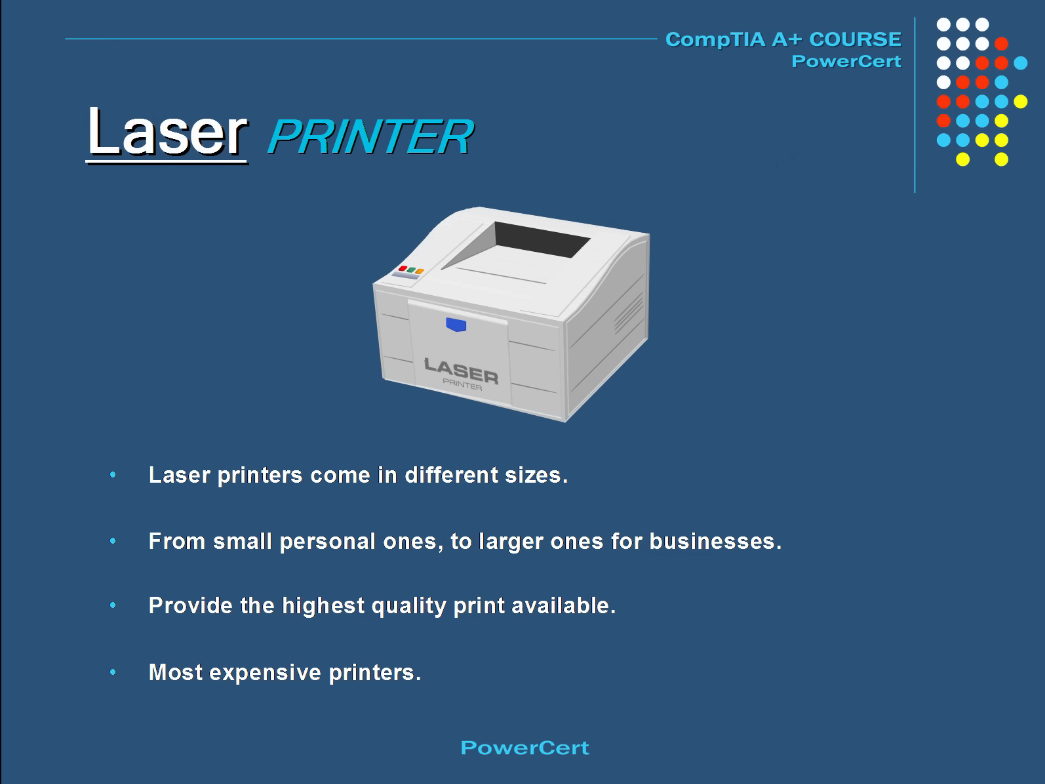 CompTIA A+ COURSE
PowerCert
Laser PRINTER
LASER
PRINTER
• Laser printers come in different sizes.
• From small personal ones, to larger ones for businesses.
• Provide the highest quality print available.
• Most expensive printers.
PowerCert